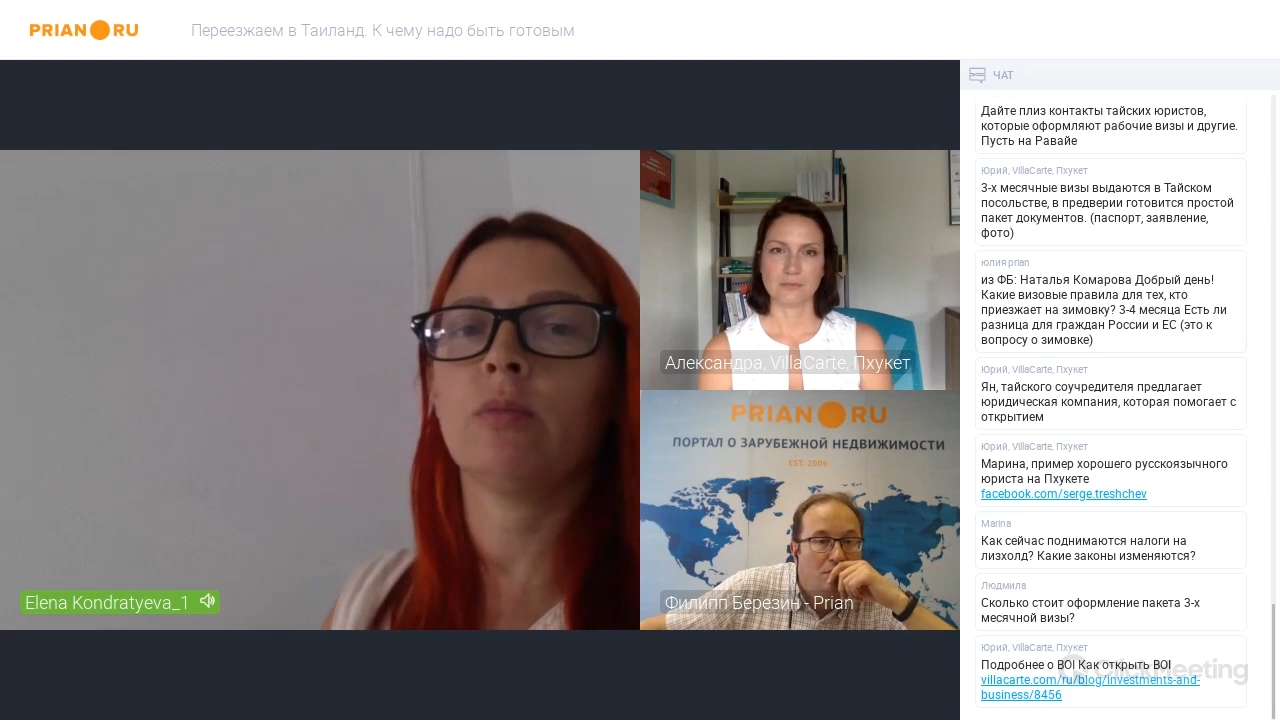 PRIAN RU
Переезжаем в Таиланд. К чему надо быть готовым
ЧАТ
Дайте плиз контакты тайских юристов,
которые оформляют рабочие визы и другие.
Пусть на Равайе
Юрий, VillaCarte, Пхукет
3-х месячные визы выдаются в Тайском
посольстве, в предверии готовится простой
пакет документов. (паспорт, заявление,
фото)
юлия prian
из ФБ: Наталья Комарова Добрый день!
Какие визовые правила для тех, кто
приезжает на зимовку? 3-4 месяца Есть ли
разница для граждан России и ЕС (это к
вопросу о зимовке)
Юрий, VillaCarte, Пхукет
Ян, тайского соучредителя предлагает
юридическая компания, которая помогает с
открытием
Юрий, VillaCarte, Пхукет
Марина, пример хорошего русскоязычного
юриста на Пхукете
facebook.com/serge.treshchev
Marina
Как сейчас поднимаются налоги на
лизхолд? Какие законы изменяются?
Людмила
Сколько стоит оформление пакета 3-х
месячной визы?
Юрий, VillaCarte, Пхукет
Подробнее о BOI Как открыть BOI
villacarte.com/ru/blog/investments-and-
business/8456
ClickMeeting
Elena Kondratyeva_1
Александра, VillaCarte, Пхукет
PRIAN RU
ПОРТАЛ О ЗАРУБЕЖНОЙ НЕДВИЖИМОСТИ
EST. 2006
Филипп Березин - Prian